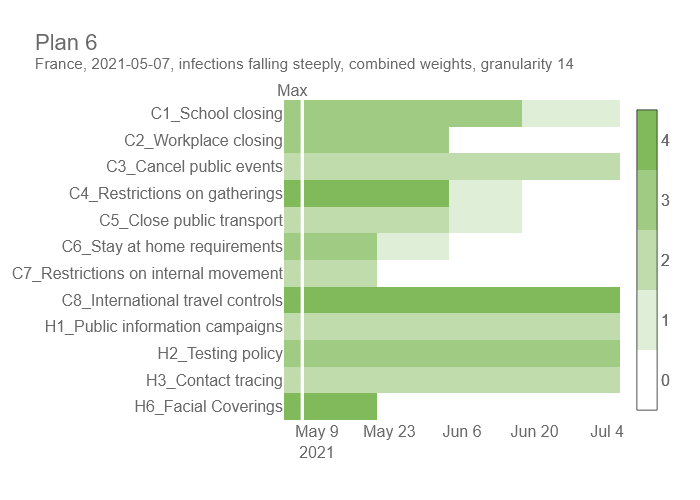 Plan 6
France, 2021-05-07, infections falling steeply, combined weights, granularity 14
Max
C1_School closing
C2_Workplace closing
C3_Cancel public events
C4_Restrictions on gatherings
C5_Close public transport
C6_Stay at home requirements
C7_Restrictions on internal movement
C8_International travel controls
H1_Public information campaigns
H2_Testing policy
H3_Contact tracing
H6_Facial Coverings
May 9 May 23 Jun 6 Jun 20 Jul 4
2021
4
3
2
1
0